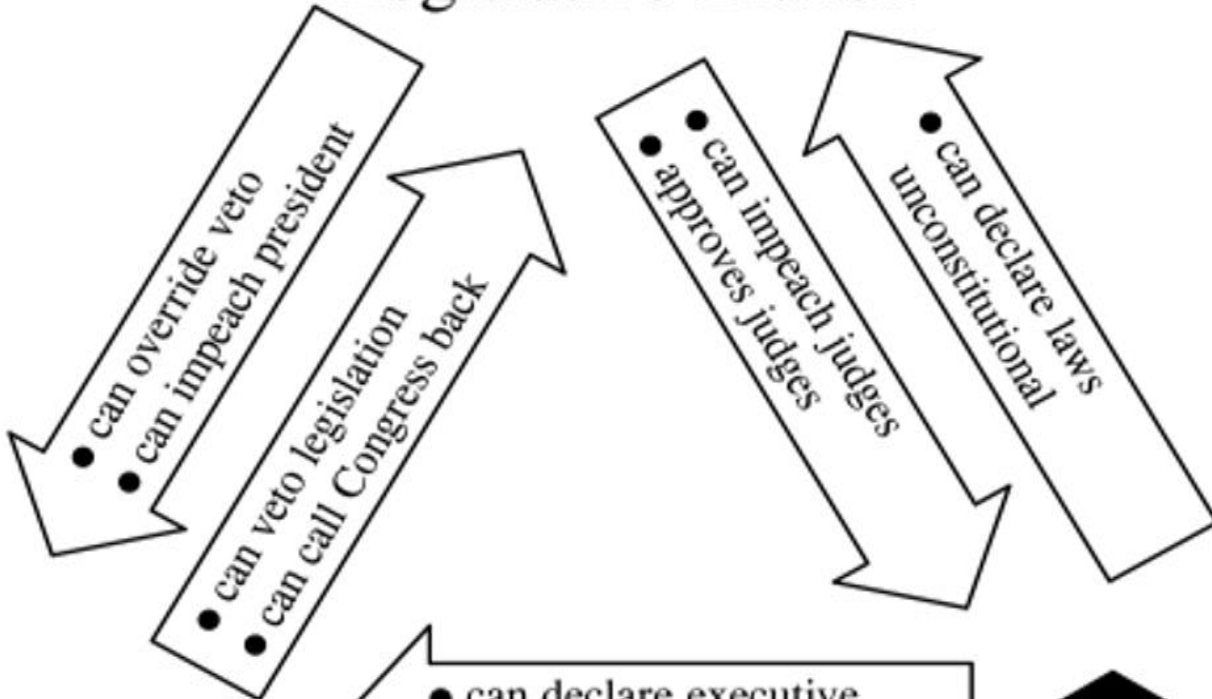 • can override veto
• can impeach president
• can veto legislation
• can call Congress back
• can impeach judges
• approves judges
• can declare laws
unconstitutional
• can declare executive